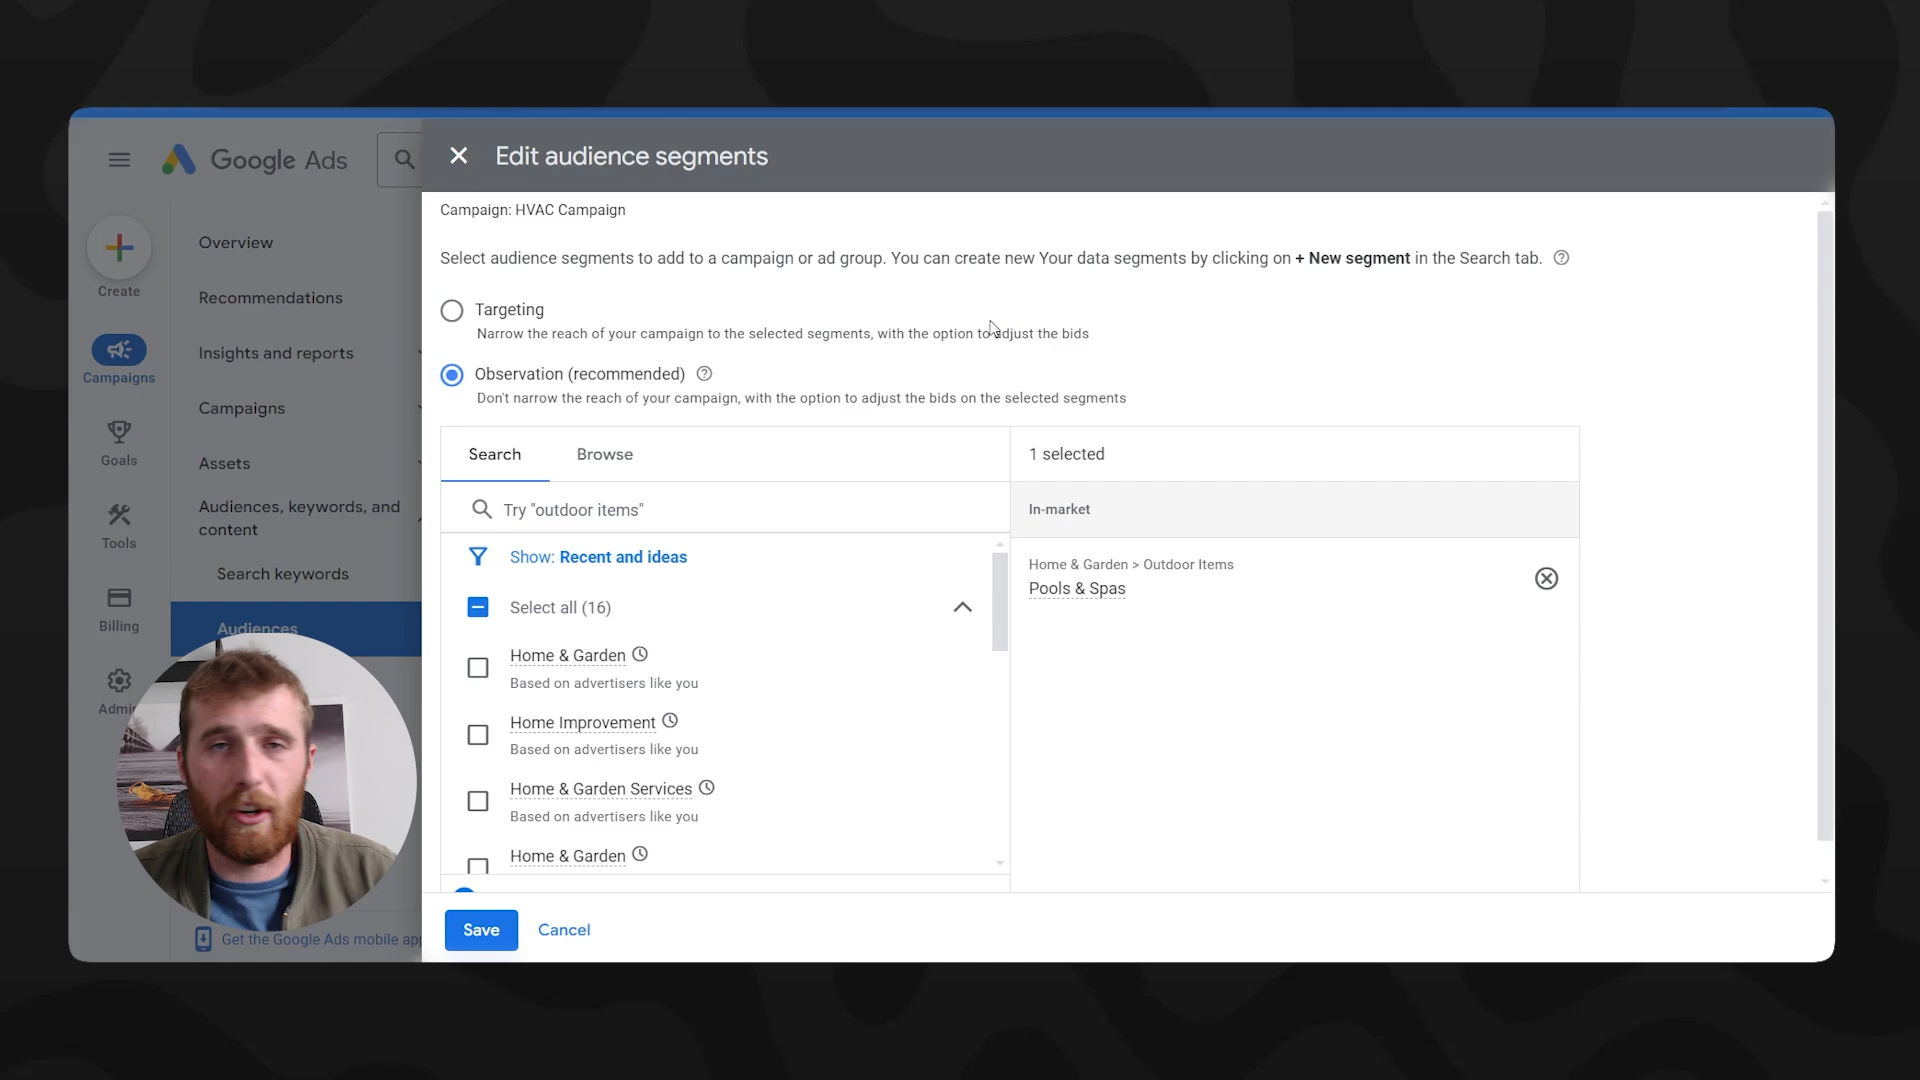 Google Ads
Create
Campaigns
Goals
Tools
Billing
Overview
Recommendations
Insights and reports
Campaigns
Assets
Audiences, keywords, and
content
Search keywords
Audiences
Get the Google Ads mobile
Edit audience segments
Campaign: HVAC Campaign
Select audience segments to add to a campaign or ad group. You can create new Your data segments by clicking on + New segment in the Search tab.
Targeting
Narrow the reach of your campaign to the selected segments, with the option to adjust the bids
Observation (recommended)
Don't narrow the reach of your campaign, with the option to adjust the bids on the selected segments
Search Browse
Try "outdoor items"
Show: Recent and ideas
Select all (16)
Home & Garden
Based on advertisers like you
Home Improvement
Based on advertisers like you
Home & Garden Services
Based on advertisers like you
Home & Garden
1 selected
In-market
Home & Garden > Outdoor Items
Pools & Spas
Save Cancel